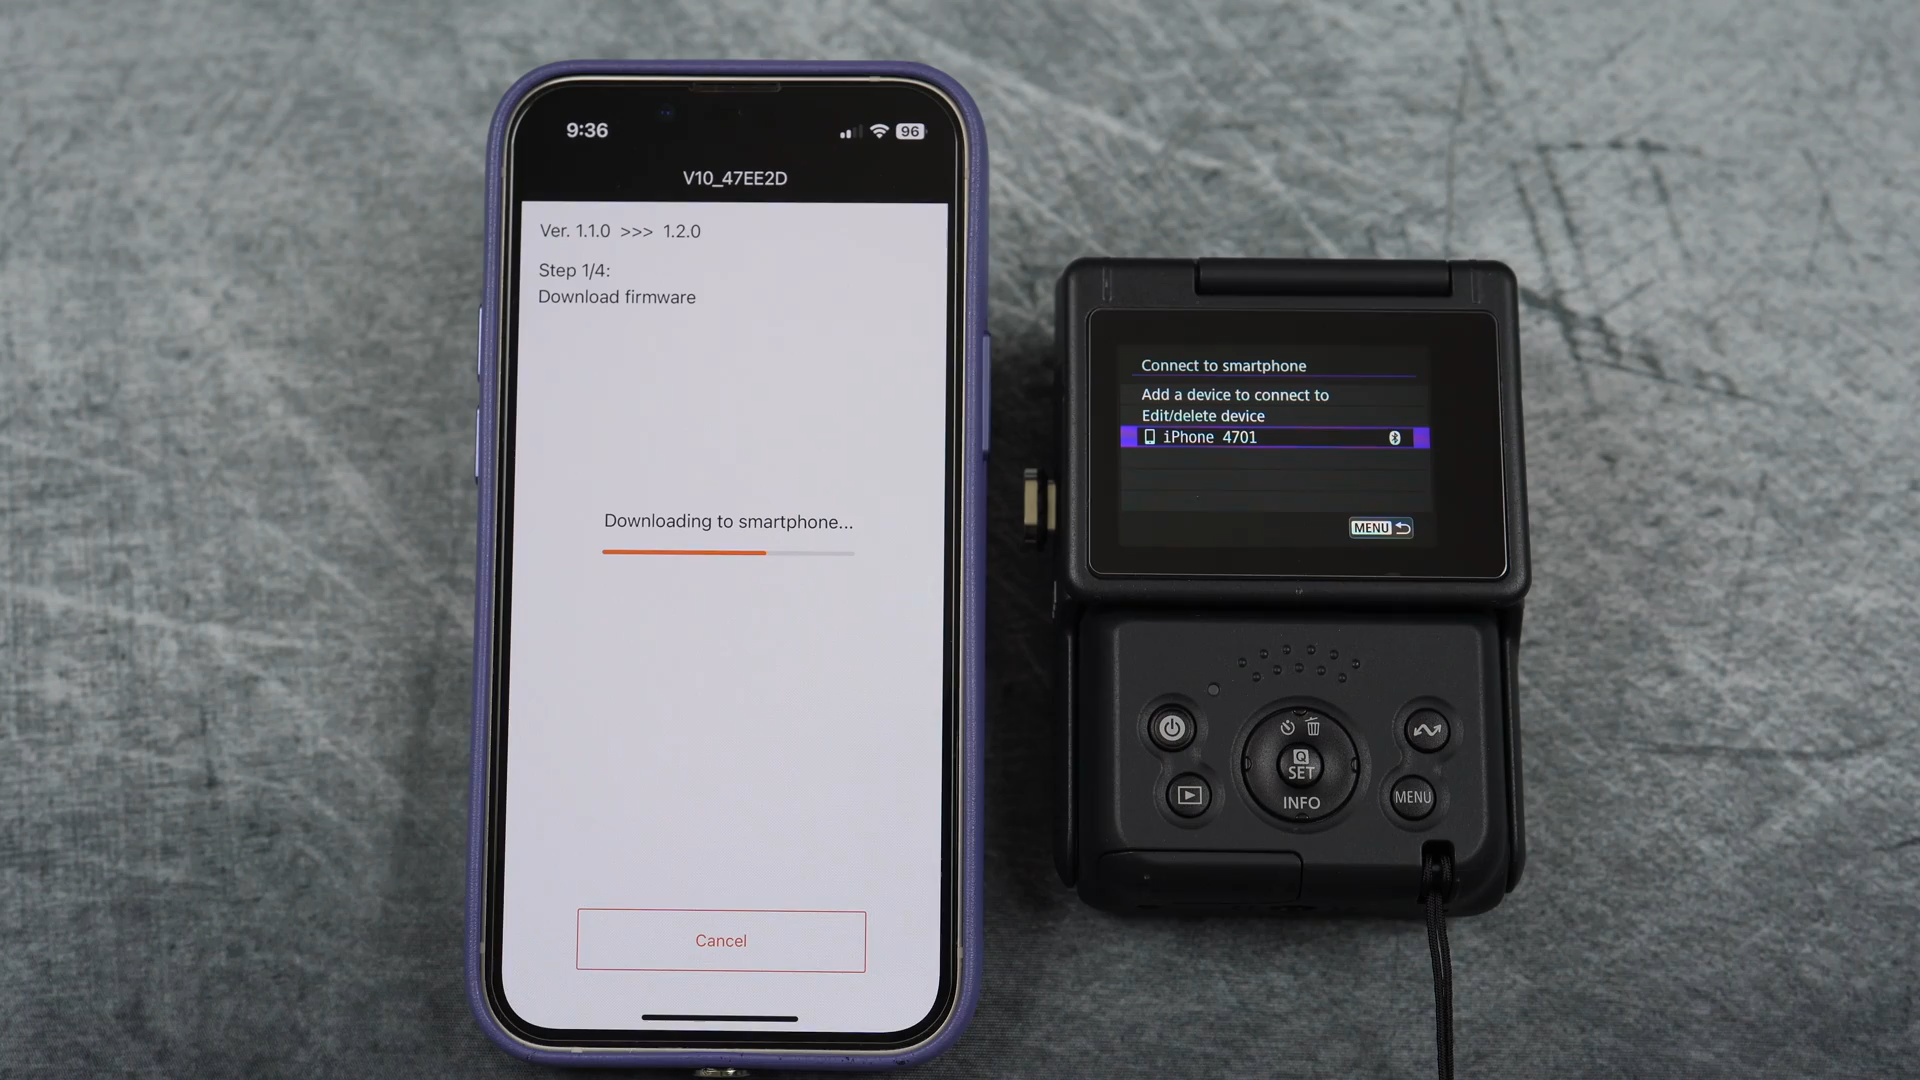 9:36
96
V10_47EE2D
Ver. 1.1.0 >>> 1.2.0
Step 1/4:
Download firmware
Downloading to smartphone...
Cancel
Connect to smartphone
Add a device to connect to
Edit/delete device
iPhone 4701
MENU
Q
SET
INFO
MENU